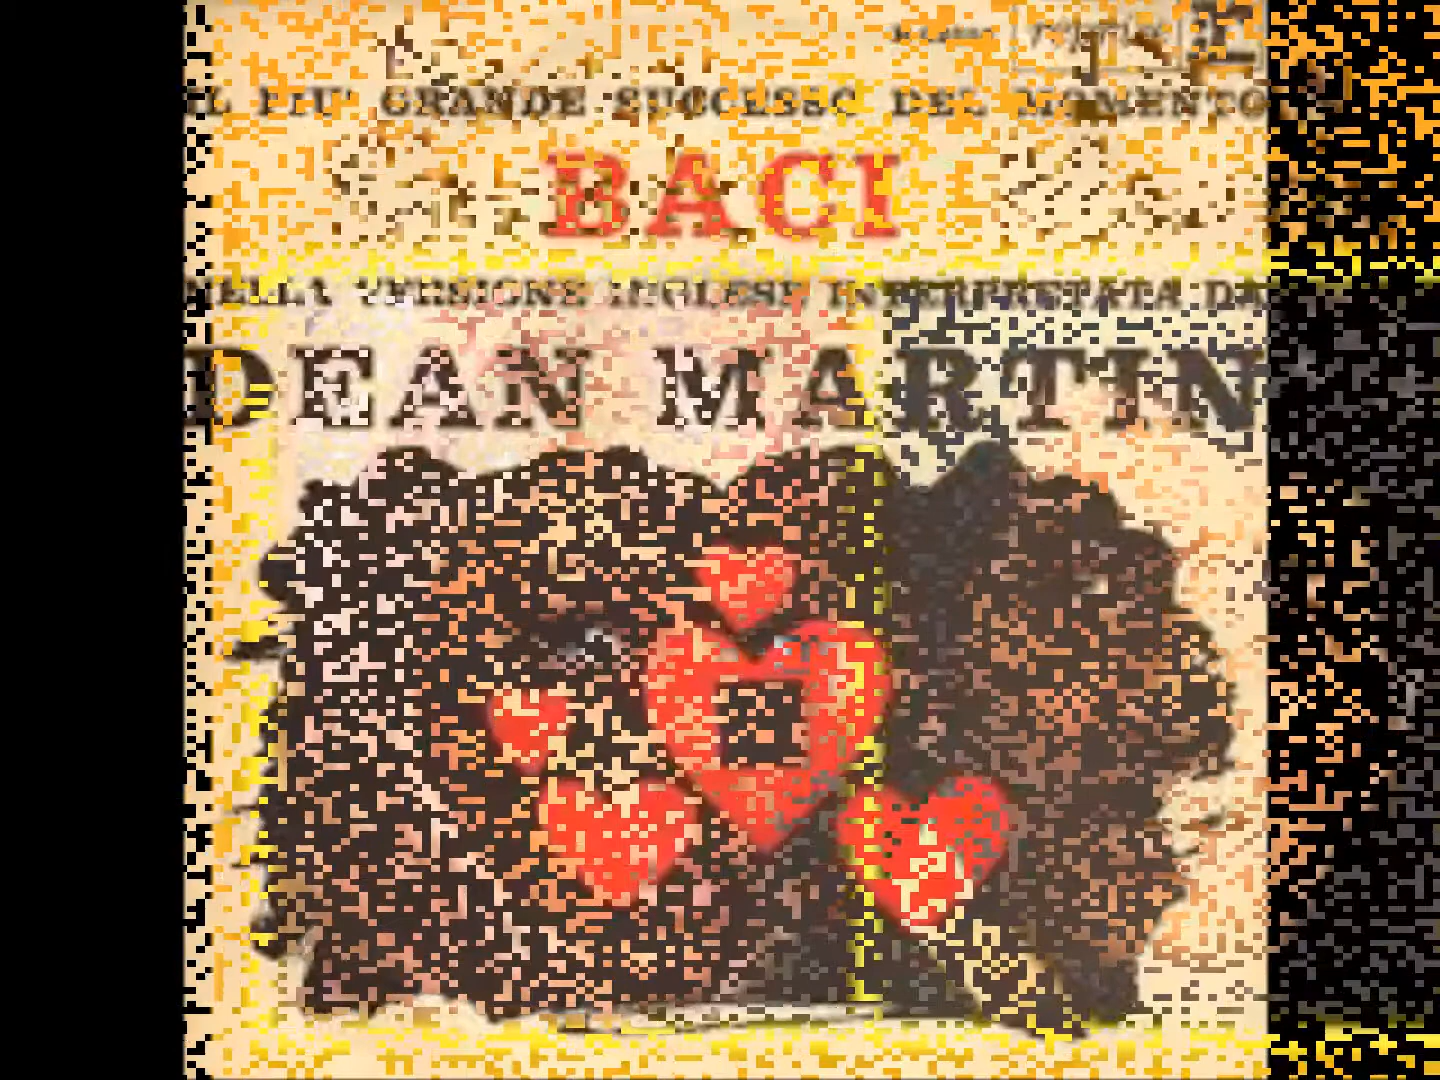 IL PIU' GRANDE SUCCESSO DEL MOMENTO
BACI
NELLA VERSIONE INGLESE INTERPRETATA DA
DEAN MARTIN